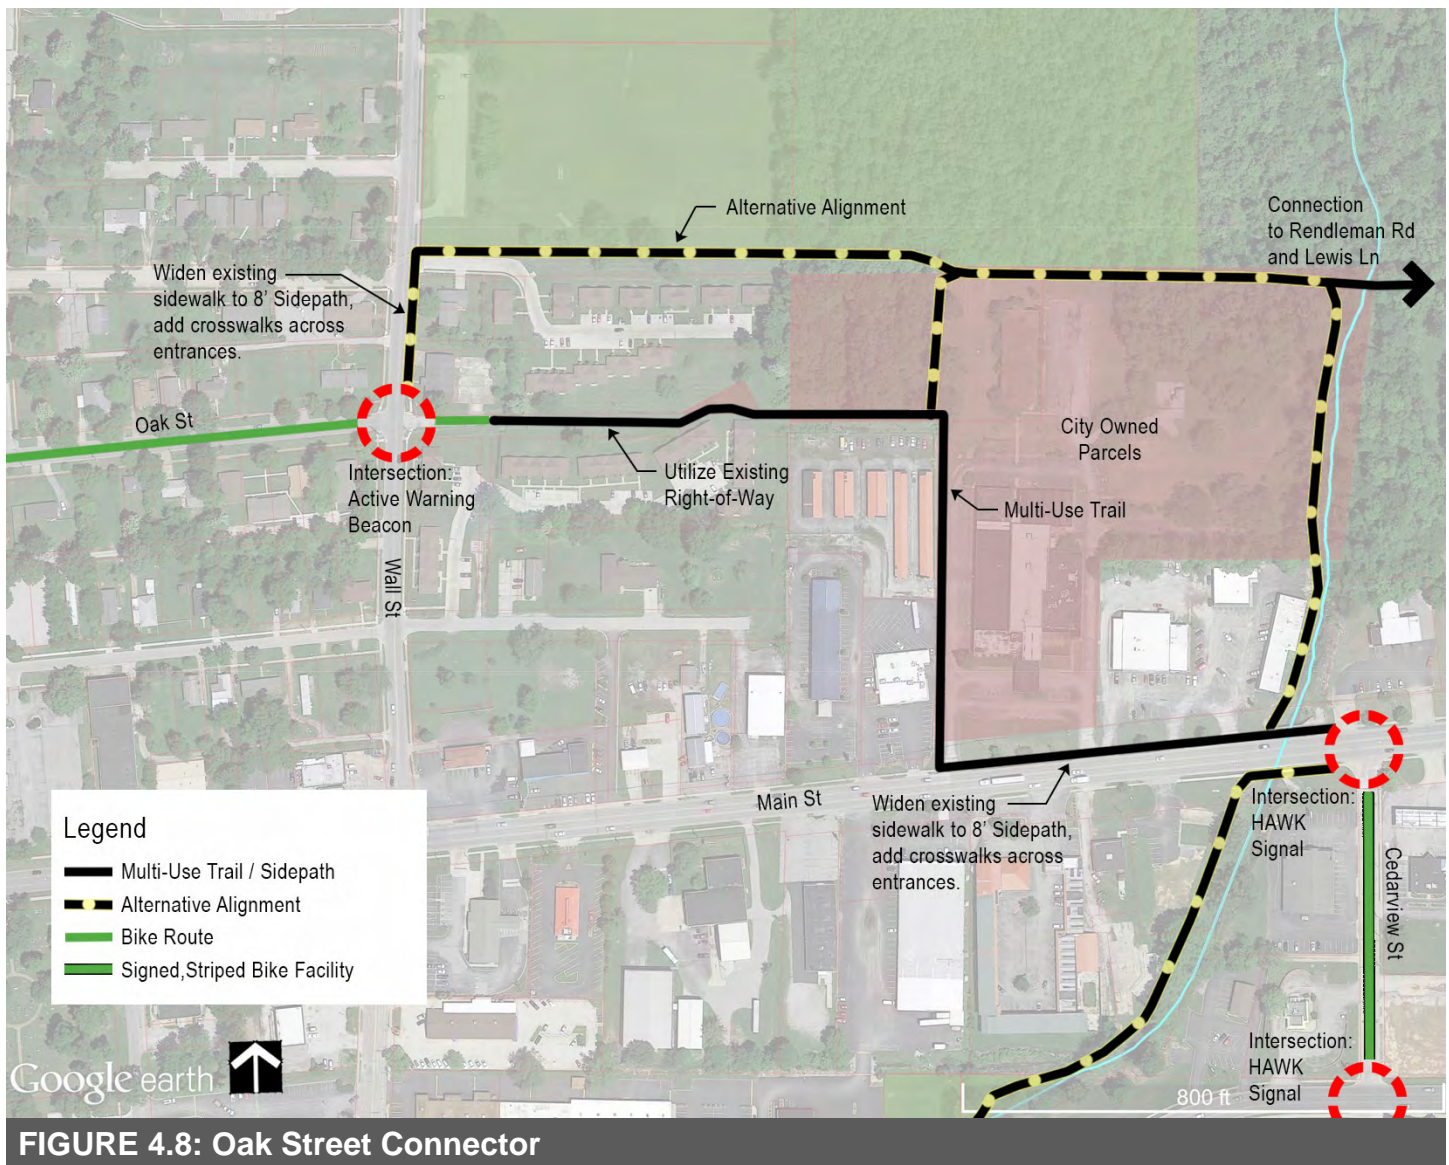 Alternative Alignment
Connection
to Rendleman Rd
and Lewis Ln
Widen existing
sidewalk to 8' Sidepath,
add crosswalks across
entrances.
Oak St
City Owned
Parcels
Intersection:
Active Warning
Beacon
Utilize Existing
Right-of-Way
Multi-Use Trail
Wall St
Main St
Widen existing
sidewalk to 8' Sidepath,
add crosswalks across
entrances.
Intersection:
HAWK
Signal
Cedarview St
Legend
Multi-Use Trail / Sidepath
Alternative Alignment
Bike Route
Signed,Striped Bike Facility
Intersection:
HAWK
Signal
Google earth
800 ft
FIGURE 4.8: Oak Street Connector